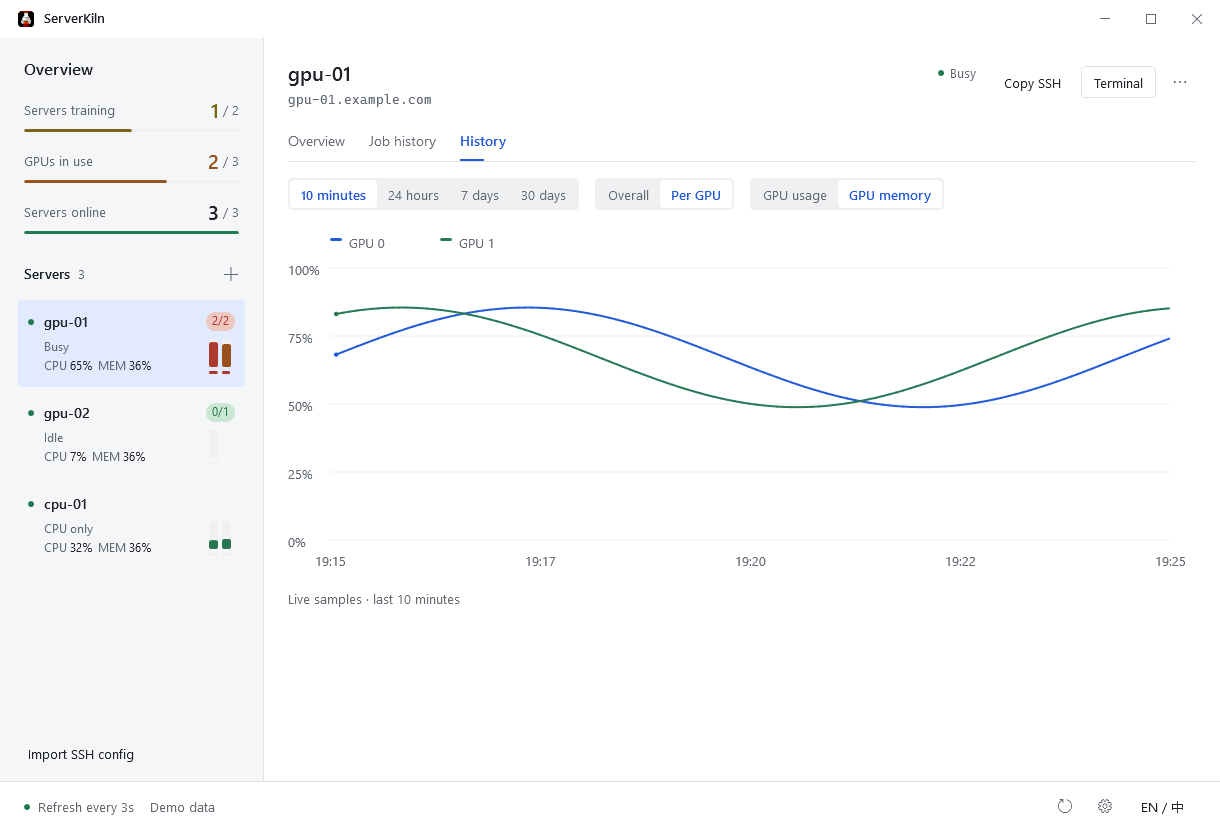 ServerKiln
Overview
Servers training 1 / 2
GPUs in use 2 / 3
Servers online 3 / 3
Servers 3
gpu-01 2/2
Busy
CPU 65% MEM 36%
gpu-02 0/1
Idle
CPU 7% MEM 36%
cpu-01
CPU only
CPU 32% MEM 36%
Import SSH config
gpu-01
gpu-01.example.com
Busy
Copy SSH
Terminal
...
Overview Job history History
10 minutes 24 hours 7 days 30 days
Overall Per GPU
GPU usage GPU memory
GPU 0 GPU 1
100%
75%
50%
25%
0%
19:15 19:17 19:20 19:22 19:25
Live samples · last 10 minutes
Refresh every 3s Demo data
EN / 中